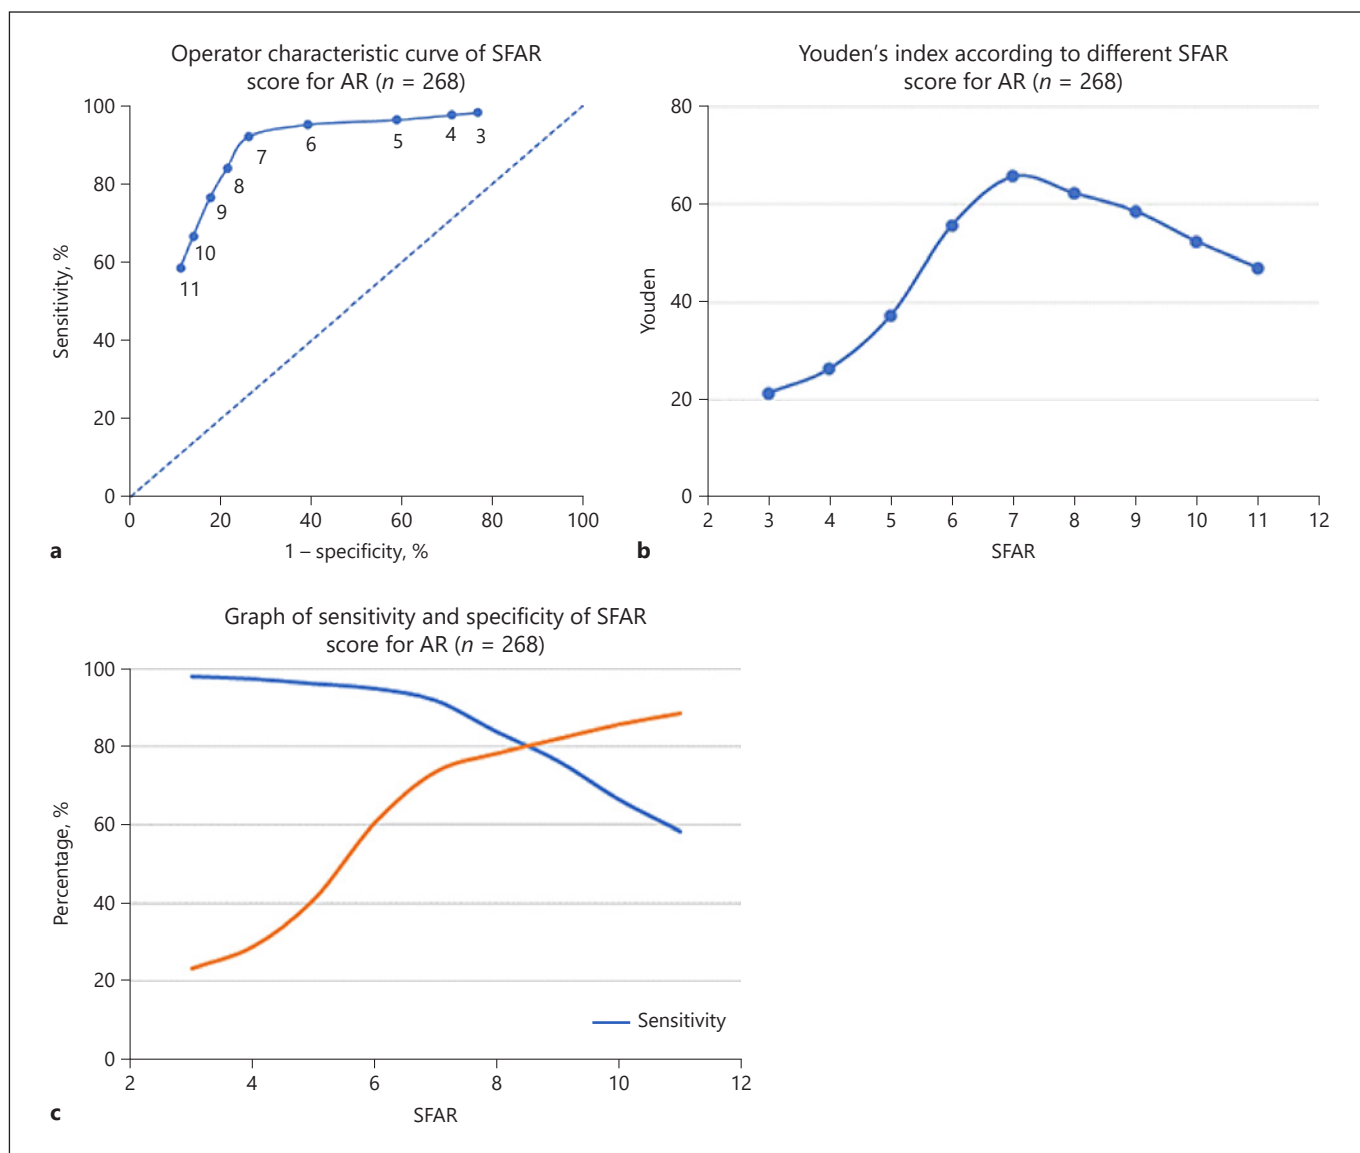 Operator characteristic curve of SFAR
score for AR (n = 268)
100
80
60
40
20
0
Sensitivity, %
3
4
5
6
7
8
9
10
11
0 20 40 60 80 100
1 – specificity, %
a
Youden's index according to different SFAR
score for AR (n = 268)
80
60
40
20
0
Youden
2 3 4 5 6 7 8 9 10 11 12
SFAR
b
Graph of sensitivity and specificity of SFAR
score for AR (n = 268)
100
80
60
40
20
0
Percentage, %
Sensitivity
2 4 6 8 10 12
SFAR
c